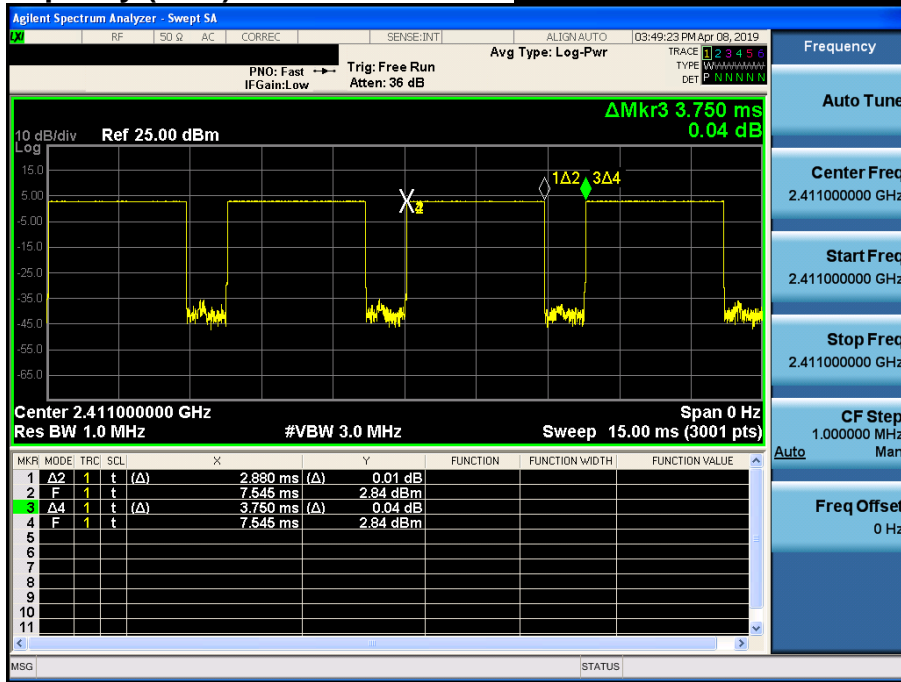 Agilent Spectrum Analyzer - Swept SA
LXI RF 50 Ω AC CORREC SENSE:INT ALIGN AUTO 03:49:23 PM Apr 08, 2019
Avg Type: Log-Pwr TRACE 1 2 3 4 5 6
TYPE W
DET P N N N N N
PNO: Fast Trig: Free Run
IFGain:Low Atten: 36 dB
ΔMkr3 3.750 ms
0.04 dB
10 dB/div Ref 25.00 dBm
Log
15.0
5.00
-5.00
-15.0
-25.0
-35.0
-45.0
-55.0
-65.0
1Δ2 3Δ4
X
Center 2.411000000 GHz Span 0 Hz
Res BW 1.0 MHz #VBW 3.0 MHz Sweep 15.00 ms (3001 pts)
MKR MODE TRC SCL X Y FUNCTION FUNCTION WIDTH FUNCTION VALUE
1 Δ2 1 t (Δ) 2.880 ms (Δ) 0.01 dB
2 F 1 t 7.545 ms 2.84 dBm
3 Δ4 1 t (Δ) 3.750 ms (Δ) 0.04 dB
4 F 1 t 7.545 ms 2.84 dBm
5
6
7
8
9
10
11
MSG STATUS
Frequency
Auto Tune
Center Freq
2.411000000 GHz
Start Freq
2.411000000 GHz
Stop Freq
2.411000000 GHz
CF Step
1.000000 MHz
Auto Man
Freq Offset
0 Hz